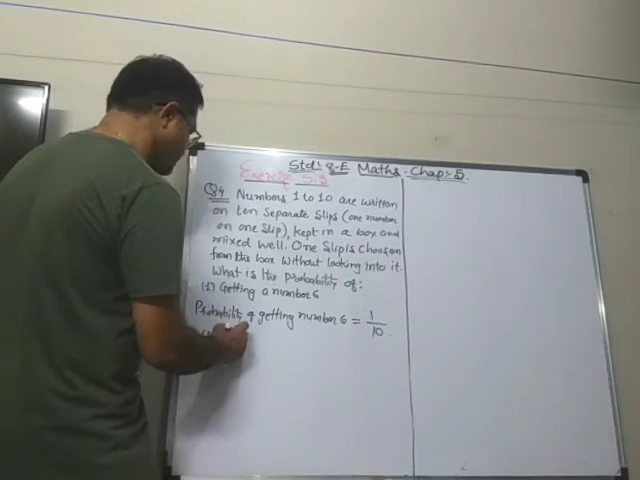 Std: 8-E Maths - Chap: 5.
Exercise 5.3
Q4 Numbers 1 to 10 are written
on ten separate slips (one number
on one slip), kept in a box and
mixed well. One slip is chosen
from the box without looking into it.
What is the probability of:
(i) Getting a number 6
Probability of getting number 6 = 1/10.